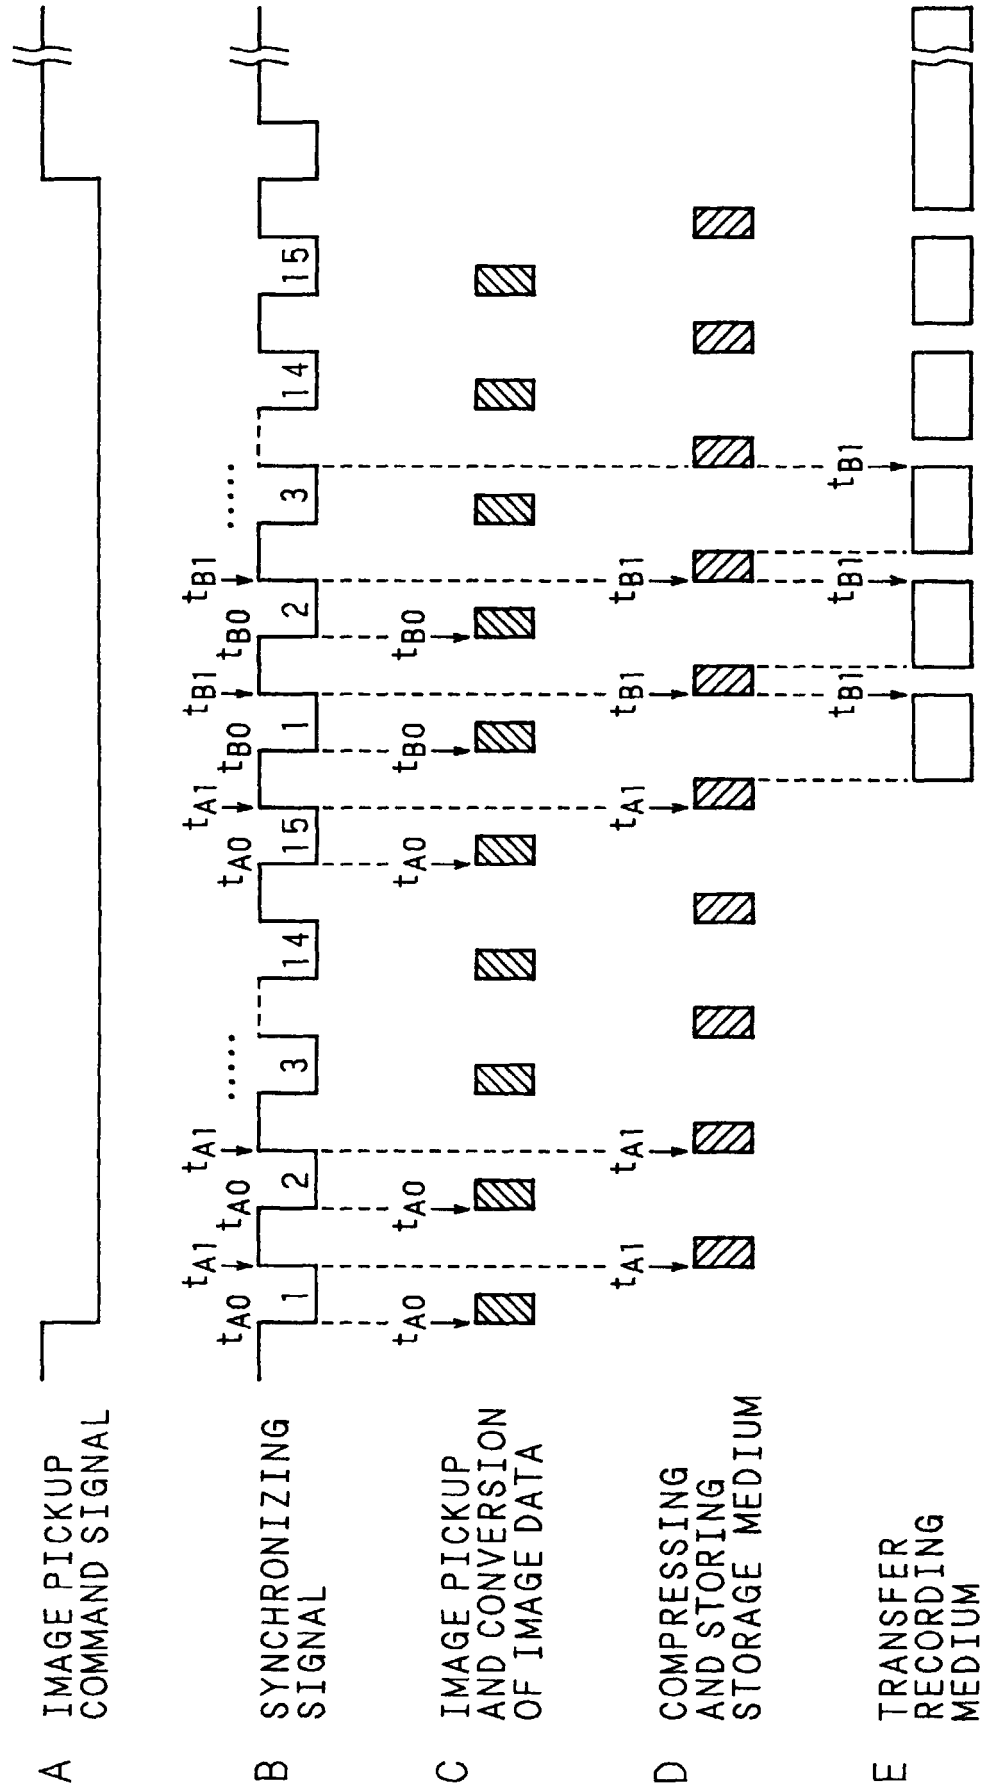 A IMAGE PICKUP
COMMAND SIGNAL
B SYNCHRONIZING
SIGNAL
tA0 tA1 tA0 tA1 ..... tA0 tA1 tB0 tB1 tB0 tB1 .....
1 2 3 14 15 1 2 3 14 15
C IMAGE PICKUP
AND CONVERSION
OF IMAGE DATA
tA0 tA0 tA0 tB0 tB0
D COMPRESSING
AND STORING
STORAGE MEDIUM
tA1 tA1 tA1 tB1 tB1
E TRANSFER
RECORDING
MEDIUM
tB1 tB1 tB1